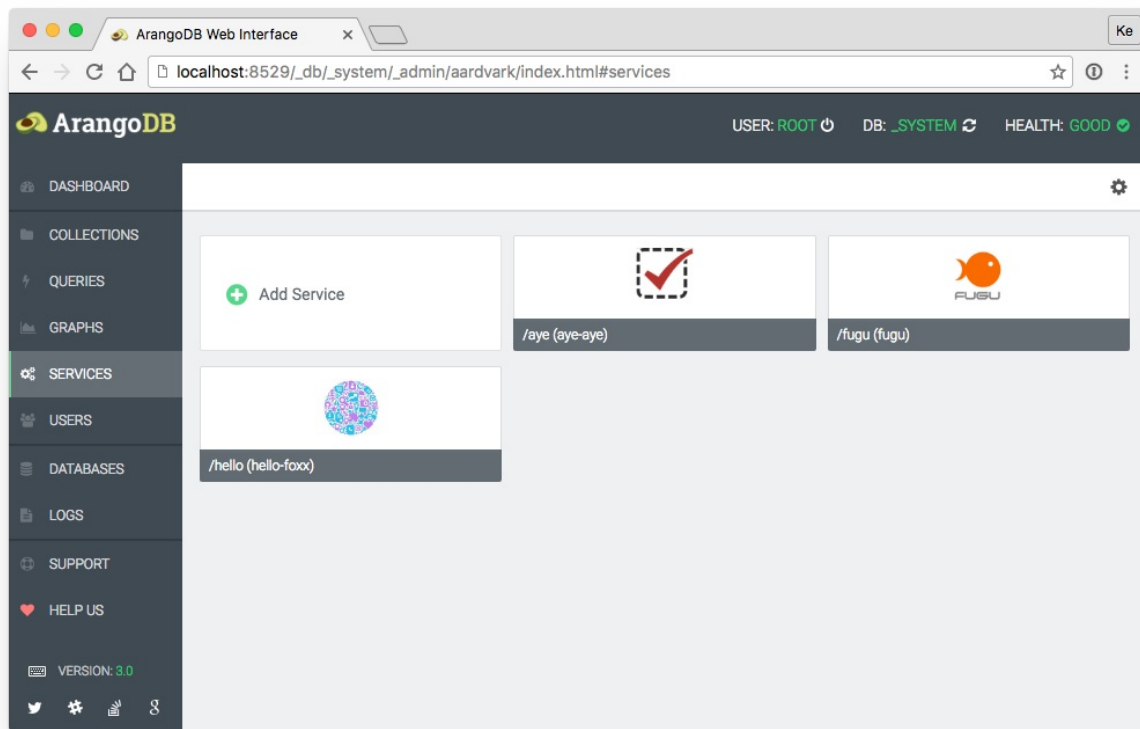 ArangoDB Web Interface
Ke
localhost:8529/_db/_system/_admin/aardvark/index.html#services
ArangoDB
USER: ROOT
DB: _SYSTEM
HEALTH: GOOD
DASHBOARD
COLLECTIONS
QUERIES
GRAPHS
SERVICES
USERS
DATABASES
LOGS
SUPPORT
HELP US
VERSION: 3.0
Add Service
/aye (aye-aye)
FUGU
/fugu (fugu)
/hello (hello-foxx)